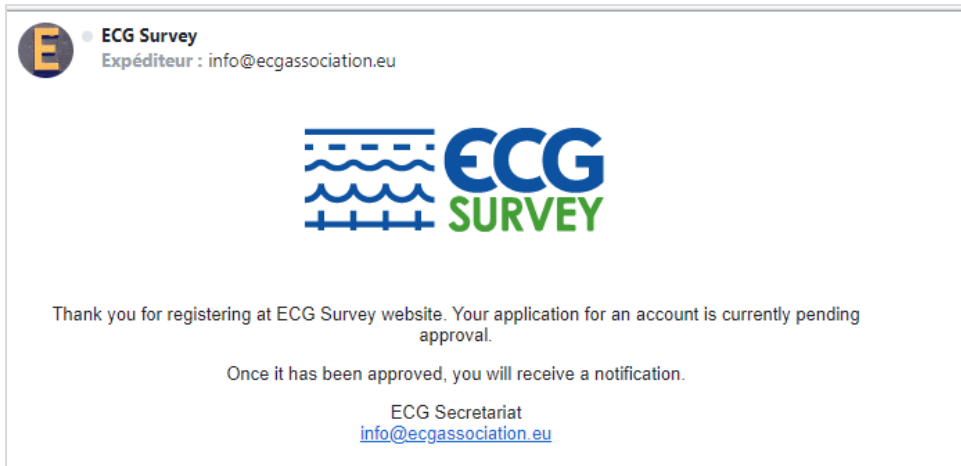 E
ECG Survey
Expéditeur : info@ecgassociation.eu
ECG
SURVEY
Thank you for registering at ECG Survey website. Your application for an account is currently pending
approval.
Once it has been approved, you will receive a notification.
ECG Secretariat
info@ecgassociation.eu